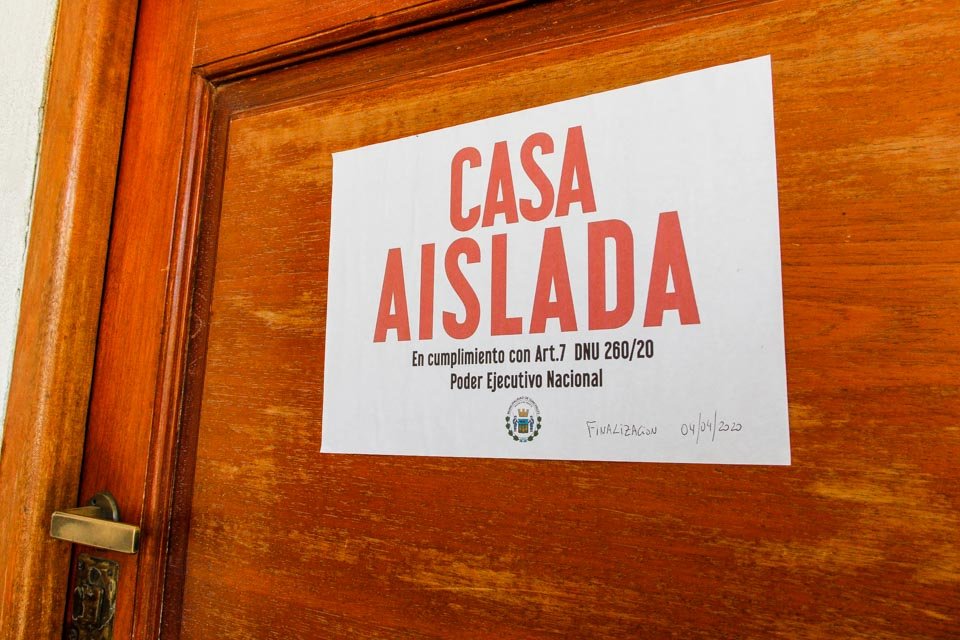 CASA
AISLADA
En cumplimiento con Art.7 DNU 260/20
Poder Ejecutivo Nacional
FINALIZACION 04/04/2020